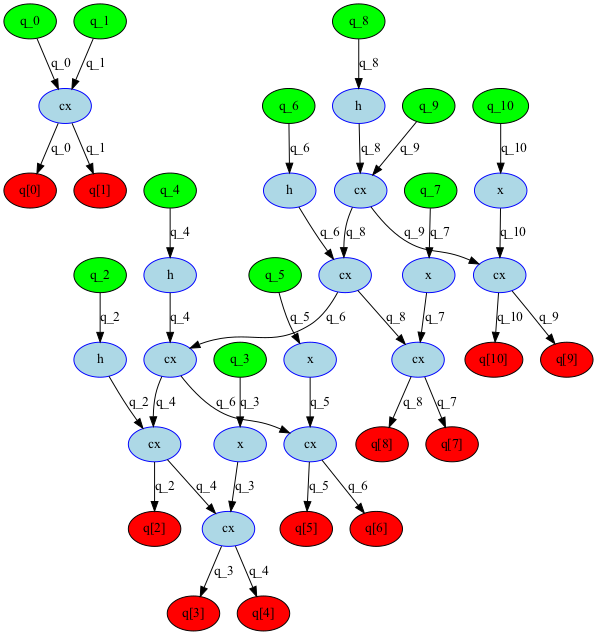 q_0 q_1 q_8
q_0 q_1 q_8
cx q_6 h q_9 q_10
q_0 q_1 q_6 q_8 q_9 q_10
q[0] q[1] q_4 h cx q_7 x
q_4 q_6 q_8 q_9 q_7 q_10
q_2 h q_5 cx x cx
q_2 q_4 q_5 q_6 q_8 q_7 q_10 q_9
h cx q_3 x cx q[10] q[9]
q_2 q_4 q_6 q_3 q_5 q_8 q_7
cx x cx q[8] q[7]
q_2 q_4 q_3 q_5 q_6
q[2] cx q[5] q[6]
q_3 q_4
q[3] q[4]